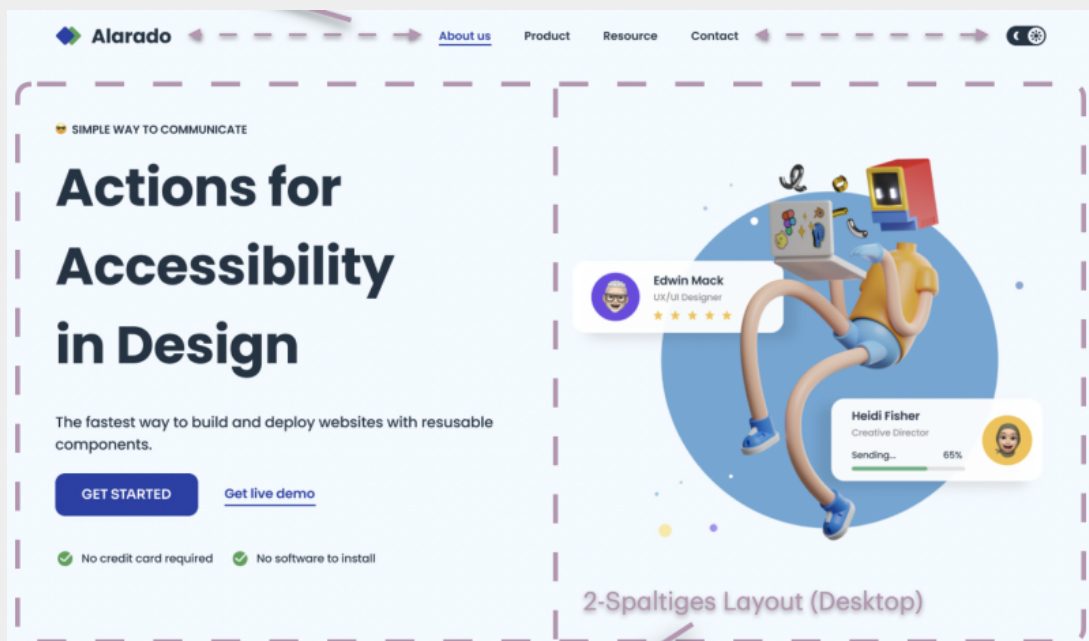 Alarado
About us Product Resource Contact
SIMPLE WAY TO COMMUNICATE
Actions for
Accessibility
in Design
The fastest way to build and deploy websites with resusable
components.
GET STARTED Get live demo
No credit card required No software to install
Edwin Mack
UX/UI Designer
Heidi Fisher
Creative Director
Sending... 65%
2-Spaltiges Layout (Desktop)